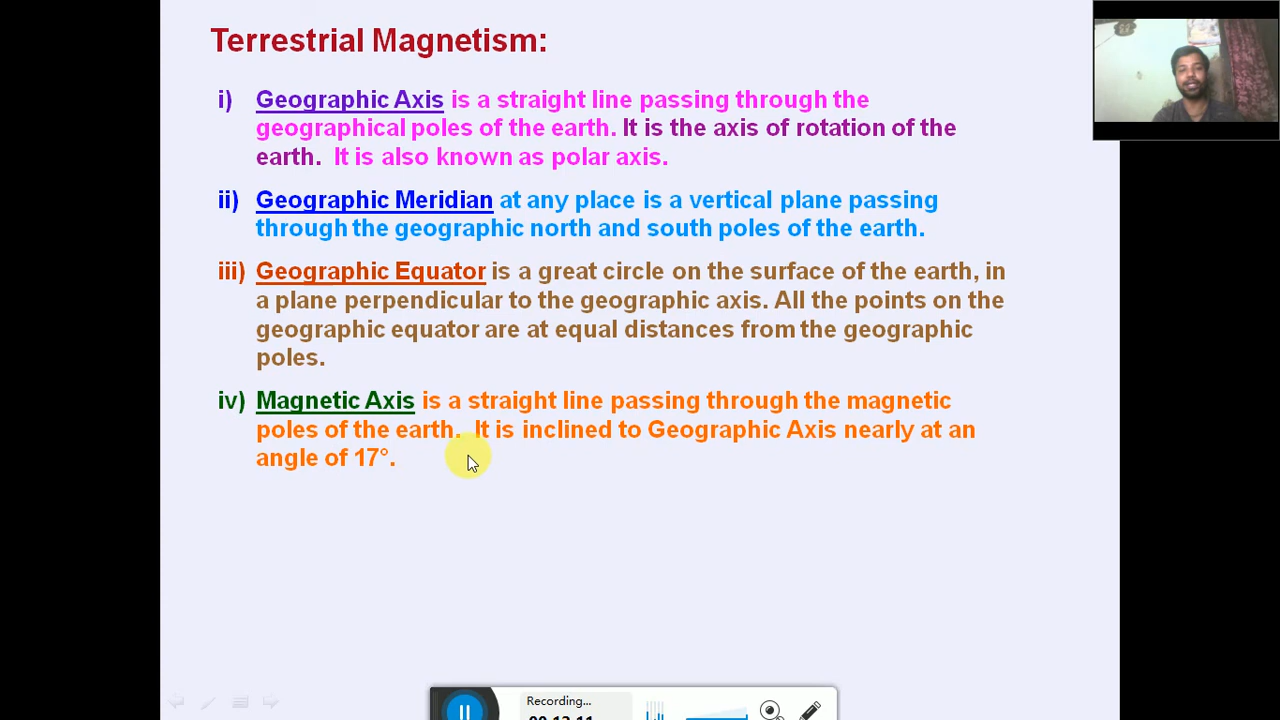 Terrestrial Magnetism:
i) Geographic Axis is a straight line passing through the
geographical poles of the earth. It is the axis of rotation of the
earth. It is also known as polar axis.
ii) Geographic Meridian at any place is a vertical plane passing
through the geographic north and south poles of the earth.
iii) Geographic Equator is a great circle on the surface of the earth, in
a plane perpendicular to the geographic axis. All the points on the
geographic equator are at equal distances from the geographic
poles.
iv) Magnetic Axis is a straight line passing through the magnetic
poles of the earth. It is inclined to Geographic Axis nearly at an
angle of 17°.
Recording...